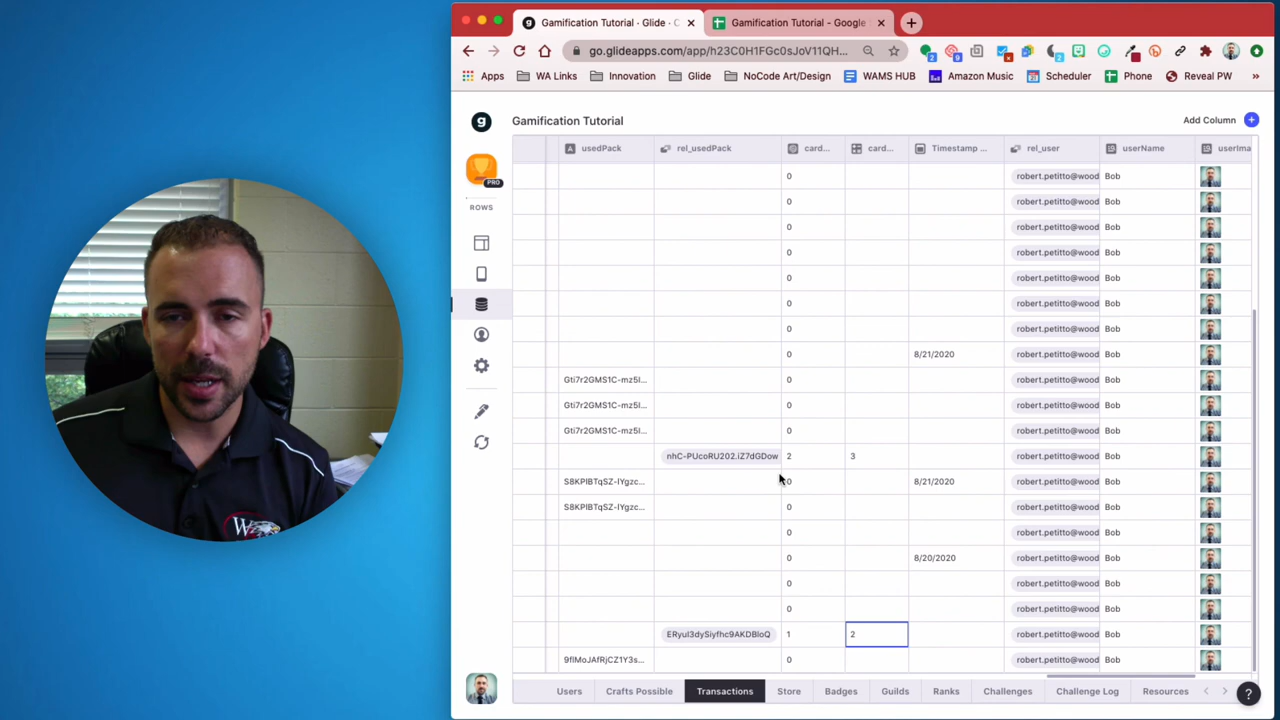 Gamification Tutorial · Glide · C
Gamification Tutorial - Google
go.glideapps.com/app/h23C0H1FGc0sJoV11QH...
2
9
2
Apps
WA Links
Innovation
Glide
NoCode Art/Design
WAMS HUB
Amazon Music
Scheduler
Phone
Reveal PW
»
g
Gamification Tutorial
Add Column
PRO
ROWS
usedPack
rel_usedPack
card...
card...
Timestamp ...
rel_user
userName
userIma
0 robert.petitto@wood Bob
0 robert.petitto@wood Bob
0 robert.petitto@wood Bob
0 robert.petitto@wood Bob
0 robert.petitto@wood Bob
0 robert.petitto@wood Bob
0 robert.petitto@wood Bob
0 8/21/2020 robert.petitto@wood Bob
Gti7r2GMS1C-mz5l... 0 robert.petitto@wood Bob
Gti7r2GMS1C-mz5l... 0 robert.petitto@wood Bob
Gti7r2GMS1C-mz5l... 0 robert.petitto@wood Bob
nhC-PUcoRU202.iZ7dGDow 2 3 robert.petitto@wood Bob
S8KPIBTqSZ-IYgzc... 0 8/21/2020 robert.petitto@wood Bob
S8KPIBTqSZ-IYgzc... 0 robert.petitto@wood Bob
0 robert.petitto@wood Bob
0 8/20/2020 robert.petitto@wood Bob
0 robert.petitto@wood Bob
0 robert.petitto@wood Bob
ERyul3dySiyfhc9AKDBloQ 1 2 robert.petitto@wood Bob
9flMoJAfRjCZ1Y3s... 0 robert.petitto@wood Bob
Users
Crafts Possible
Transactions
Store
Badges
Guilds
Ranks
Challenges
Challenge Log
Resources
?
W